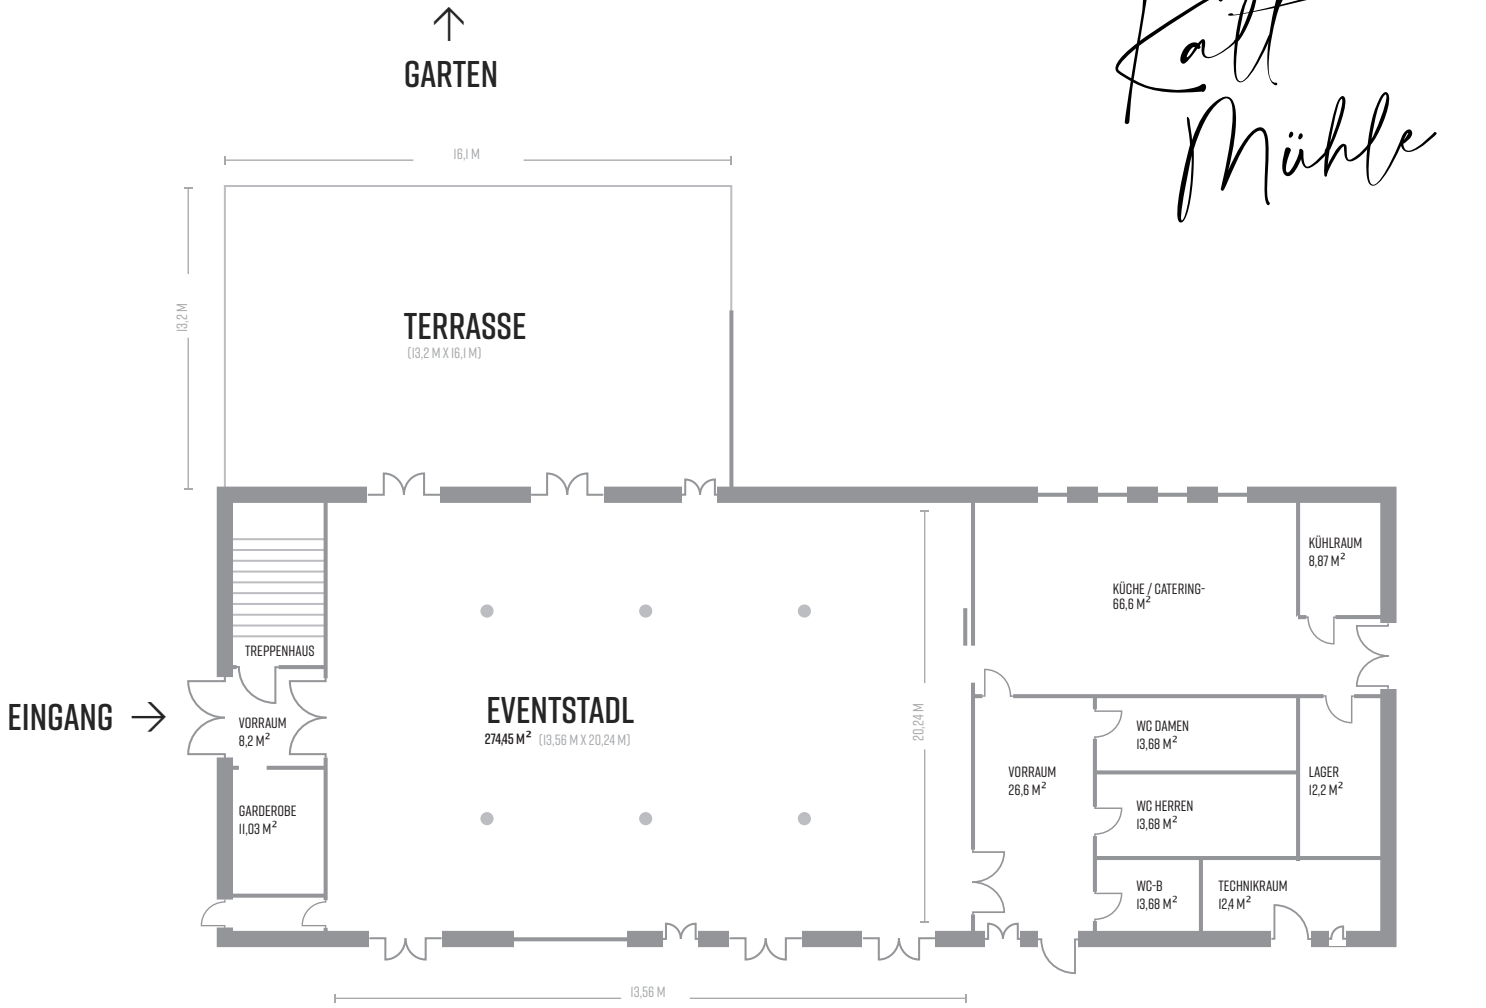 Kalt
Mühle
GARTEN
16,1 M
13,2 M
TERRASSE
(13,2 M X 16,1 M)
KÜHLRAUM
8,87 M²
KÜCHE / CATERING-
66,6 M²
TREPPENHAUS
EINGANG
VORRAUM
8,2 M²
EVENTSTADL
274,45 M² (13,56 M X 20,24 M)
20,24 M
WC DAMEN
13,68 M²
VORRAUM
26,6 M²
LAGER
12,2 M²
WC HERREN
13,68 M²
GARDEROBE
11,03 M²
WC-B
13,68 M²
TECHNIKRAUM
12,4 M²
13,56 M